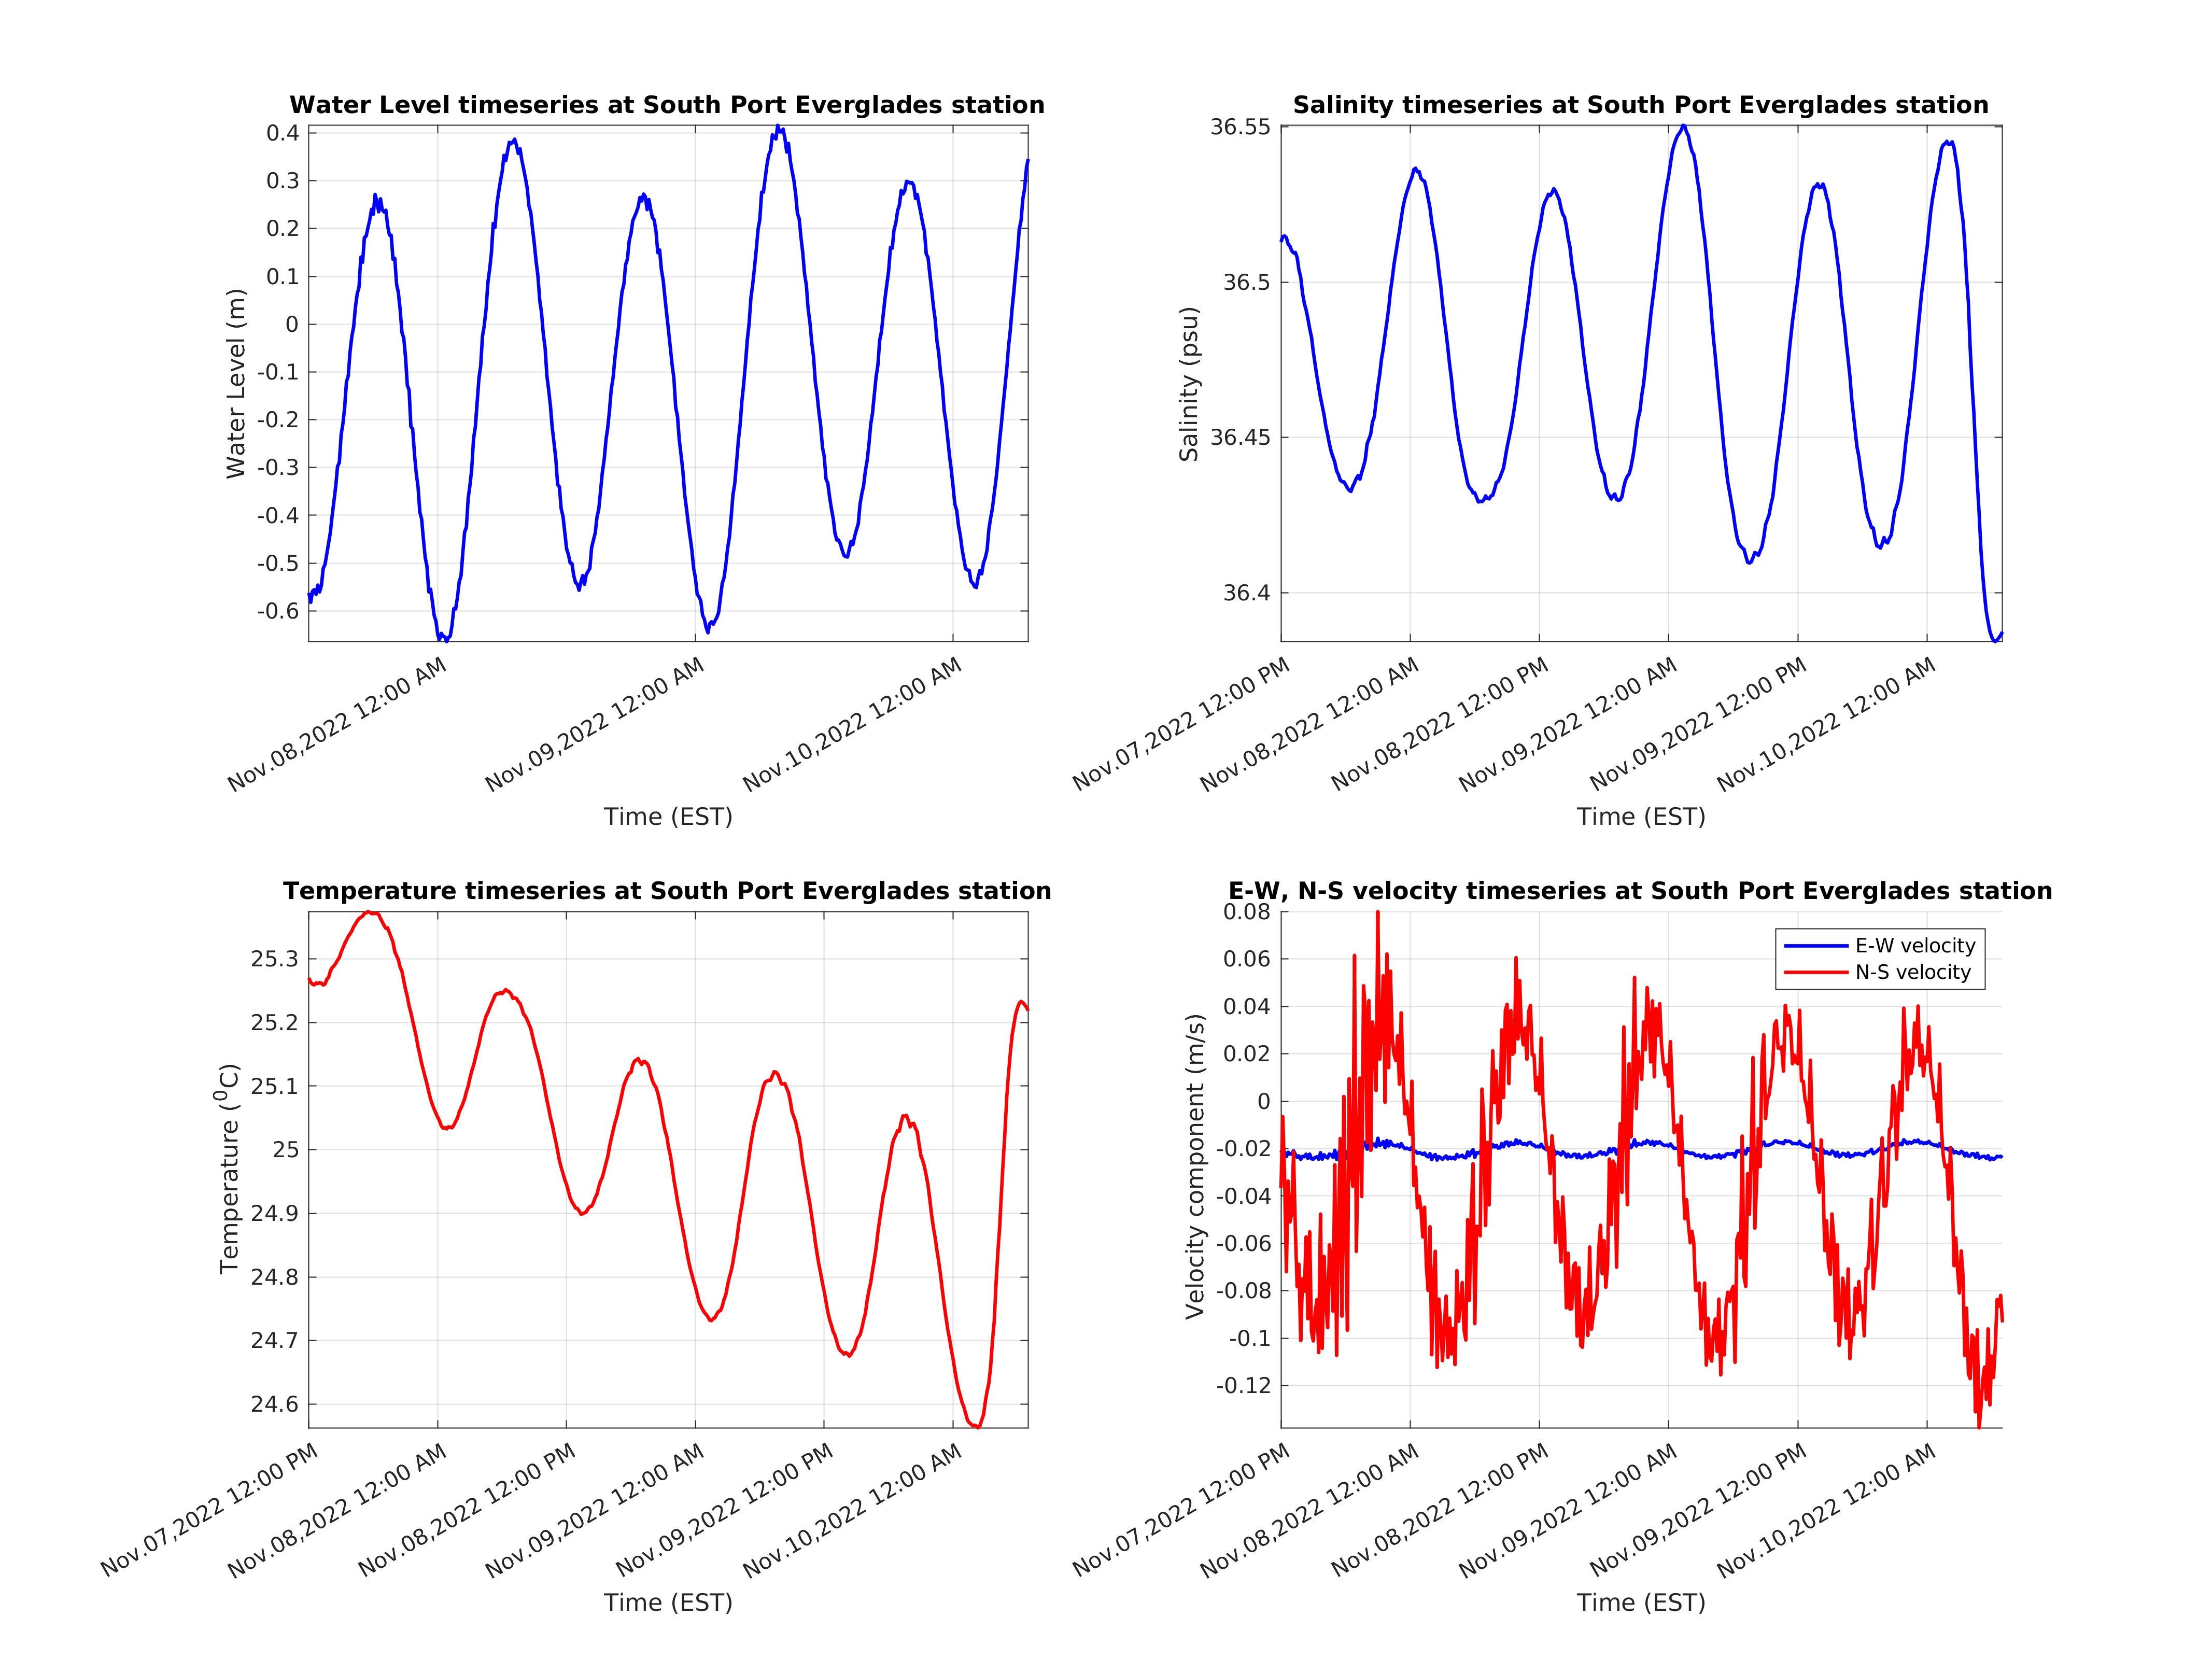 Water Level timeseries at South Port Everglades station
0.4
0.3
0.2
0.1
0
-0.1
-0.2
-0.3
-0.4
-0.5
-0.6
Water Level (m)
Nov.08,2022 12:00 AM
Nov.09,2022 12:00 AM
Nov.10,2022 12:00 AM
Time (EST)
Salinity timeseries at South Port Everglades station
36.55
36.5
36.45
36.4
Salinity (psu)
Nov.07,2022 12:00 PM
Nov.08,2022 12:00 AM
Nov.08,2022 12:00 PM
Nov.09,2022 12:00 AM
Nov.09,2022 12:00 PM
Nov.10,2022 12:00 AM
Time (EST)
Temperature timeseries at South Port Everglades station
25.3
25.2
25.1
25
24.9
24.8
24.7
24.6
Temperature (⁰C)
Nov.07,2022 12:00 PM
Nov.08,2022 12:00 AM
Nov.08,2022 12:00 PM
Nov.09,2022 12:00 AM
Nov.09,2022 12:00 PM
Nov.10,2022 12:00 AM
Time (EST)
E-W, N-S velocity timeseries at South Port Everglades station
0.08
0.06
0.04
0.02
0
-0.02
-0.04
-0.06
-0.08
-0.1
-0.12
Velocity component (m/s)
E-W velocity
N-S velocity
Nov.07,2022 12:00 PM
Nov.08,2022 12:00 AM
Nov.08,2022 12:00 PM
Nov.09,2022 12:00 AM
Nov.09,2022 12:00 PM
Nov.10,2022 12:00 AM
Time (EST)